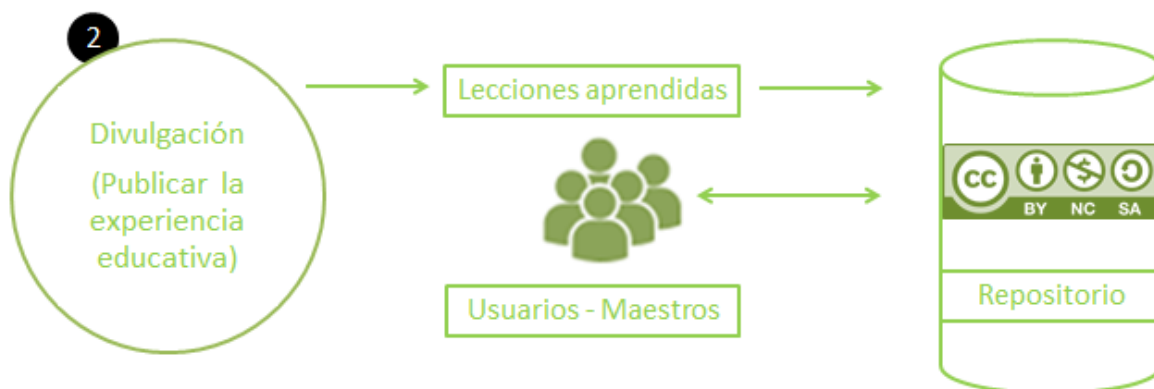 2
Divulgación
(Publicar la
experiencia
educativa)
Lecciones aprendidas
Usuarios - Maestros
cc
BY NC SA
Repositorio